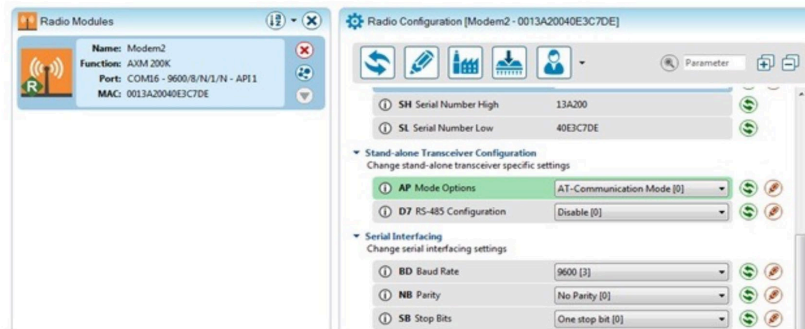 Radio Modules
Name: Modem2
Function: AXM 200K
Port: COM16 - 9600/8/N/1/N - API 1
MAC: 0013A20040E3C7DE
R
Radio Configuration [Modem2 - 0013A20040E3C7DE]
Parameter
SH Serial Number High 13A200
SL Serial Number Low 40E3C7DE
Stand-alone Transceiver Configuration
Change stand-alone transceiver specific settings
AP Mode Options AT-Communication Mode [0]
D7 RS-485 Configuration Disable [0]
Serial Interfacing
Change serial interfacing settings
BD Baud Rate 9600 [3]
NB Parity No Parity [0]
SB Stop Bits One stop bit [0]